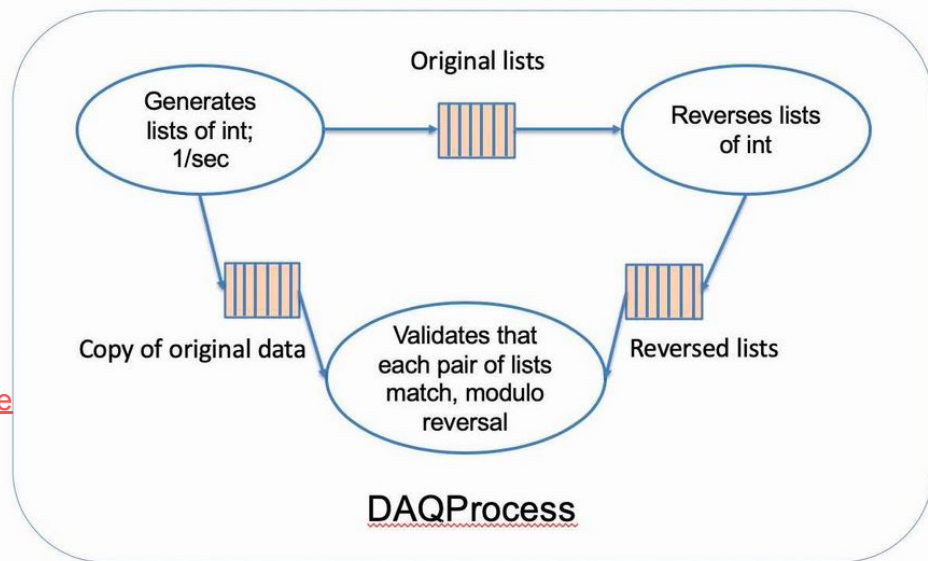 Original lists
Generates
lists of int;
1/sec
Reverses lists
of int
Copy of original data
Validates that
each pair of lists
match, modulo
reversal
Reversed lists
e
DAQProcess